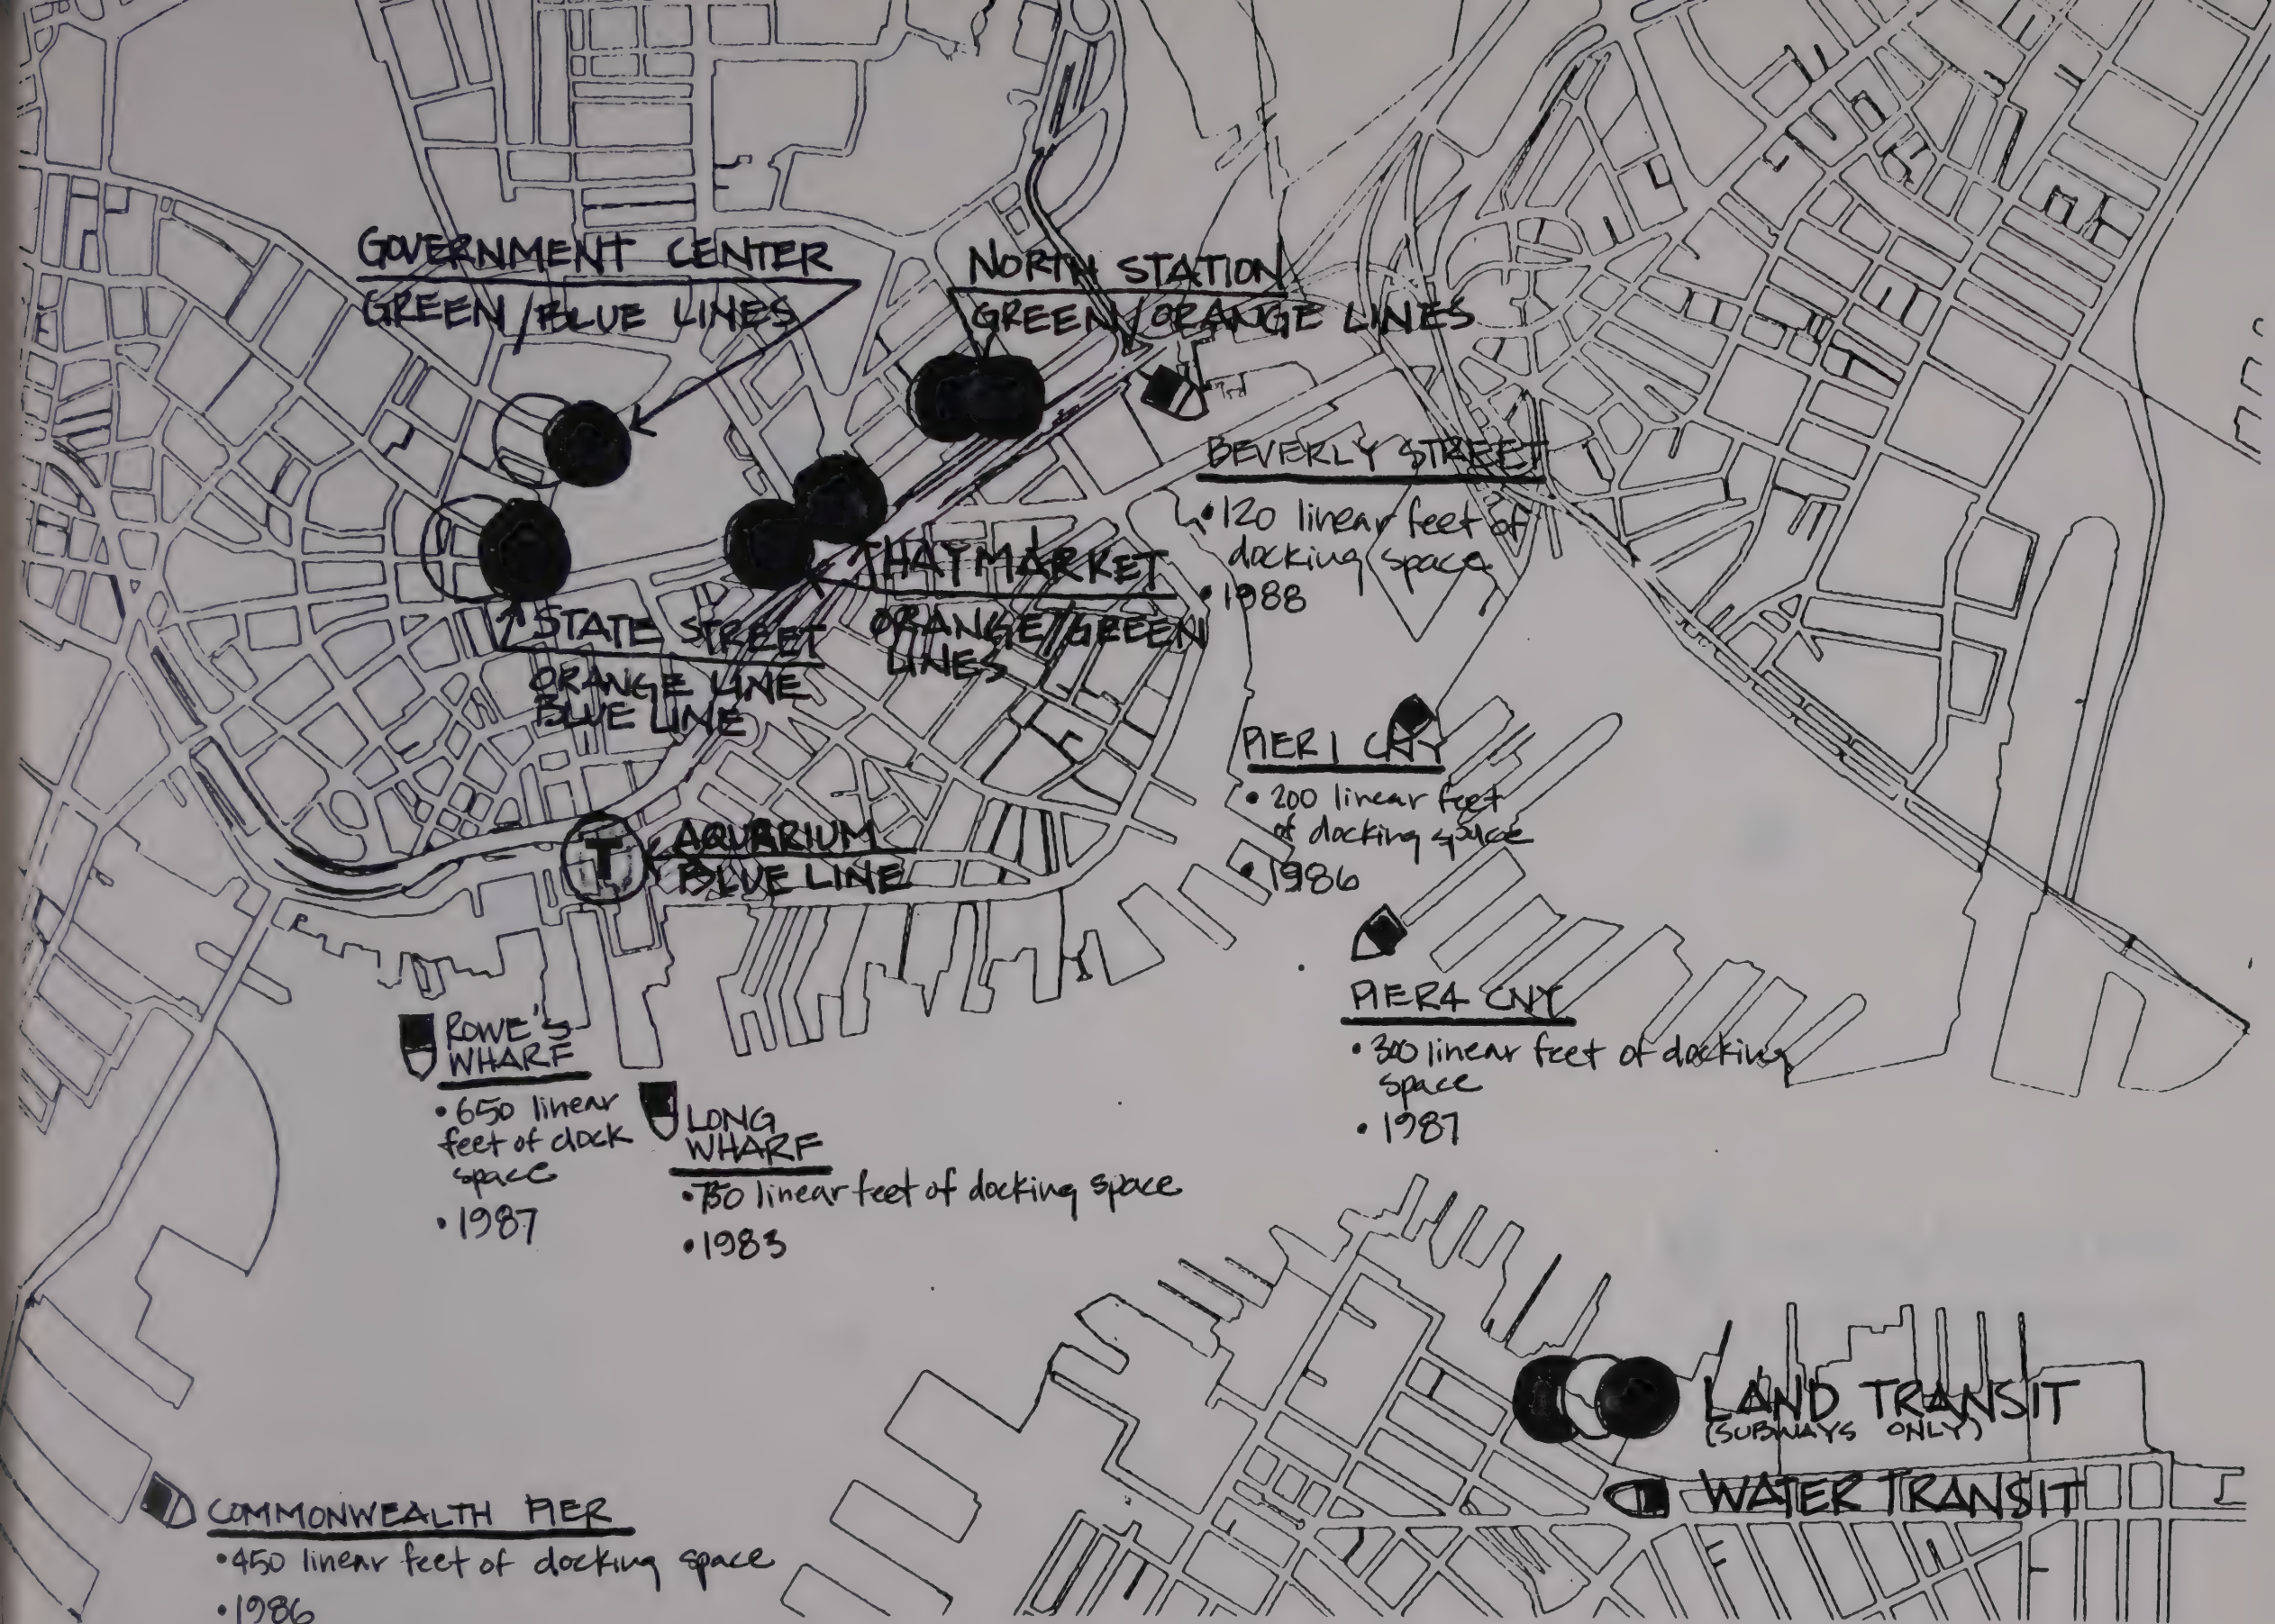 GOVERNMENT CENTER
GREEN/BLUE LINES
NORTH STATION
GREEN/ORANGE LINES
BEVERLY STREET
• 120 linear feet of
docking space
• 1988
HAYMARKET
ORANGE/GREEN
LINES
STATE STREET
ORANGE LINE
BLUE LINE
PIER 1 CNY
• 200 linear feet
of docking space
• 1986
T
AQUARIUM
BLUE LINE
PIER 4 CNY
• 300 linear feet of docking
space
• 1987
ROWE'S
WHARF
• 650 linear
feet of dock
space
• 1987
LONG
WHARF
• 750 linear feet of docking space
• 1983
LAND TRANSIT
(SUBWAYS ONLY)
WATER TRANSIT
COMMONWEALTH PIER
• 450 linear feet of docking space
• 1986